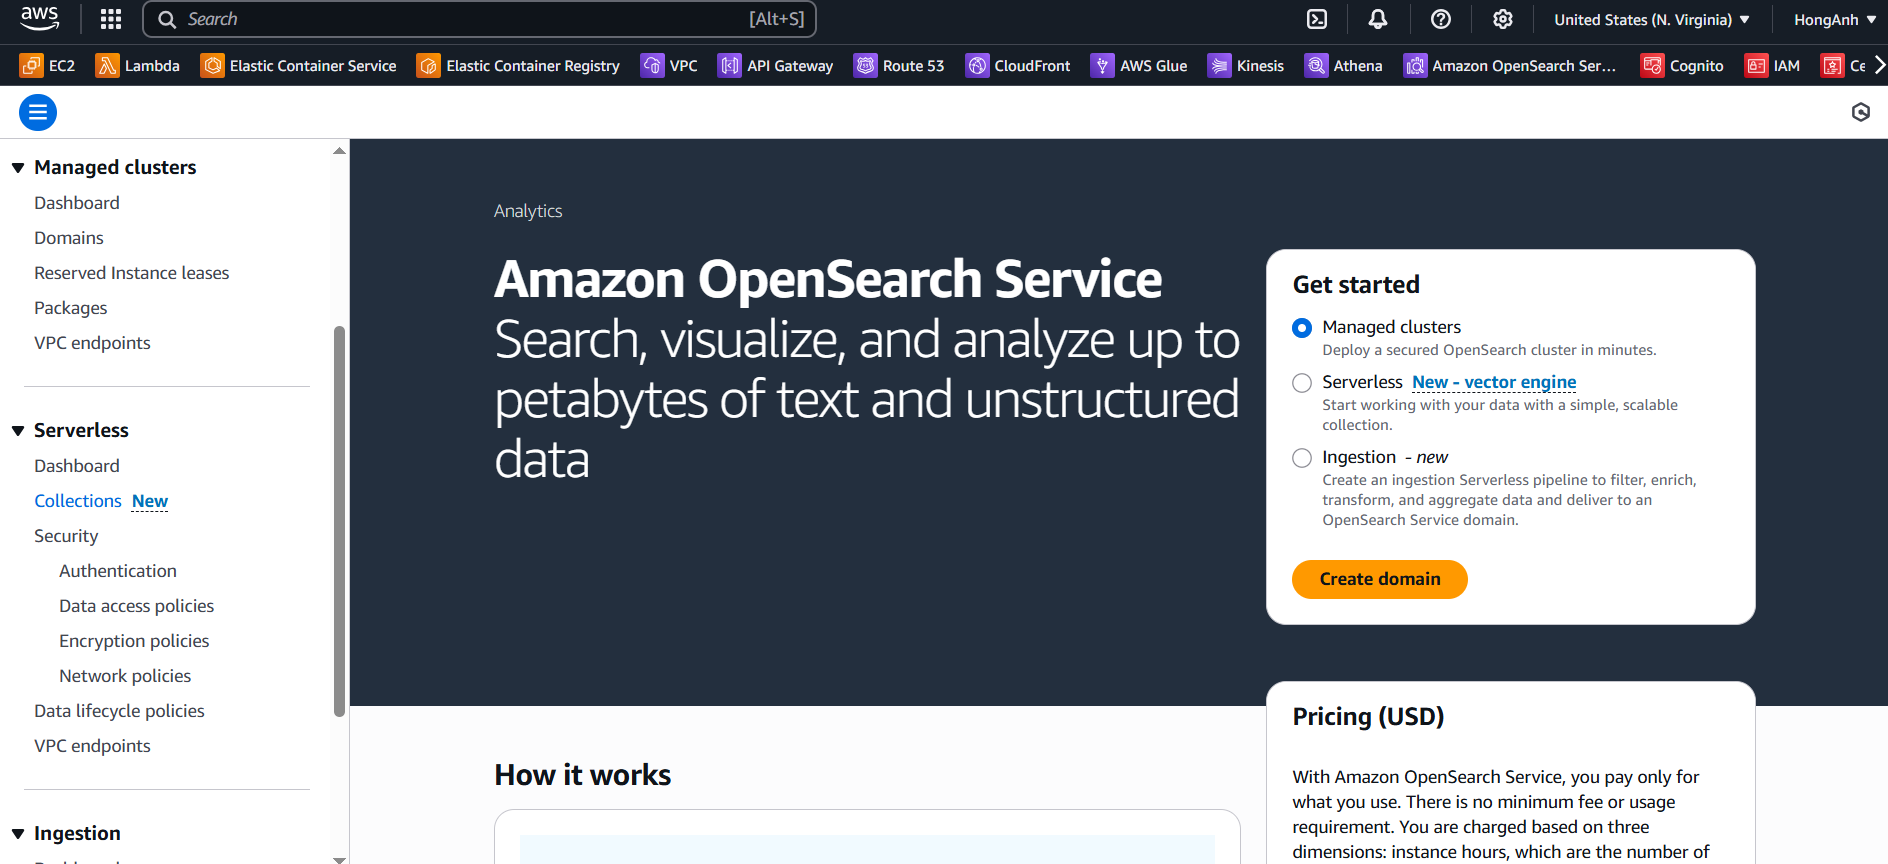 aws
Search [Alt+S]
United States (N. Virginia)
HongAnh
EC2
Lambda
Elastic Container Service
Elastic Container Registry
VPC
API Gateway
Route 53
CloudFront
AWS Glue
Kinesis
Athena
Amazon OpenSearch Ser...
Cognito
IAM
Managed clusters
Dashboard
Domains
Reserved Instance leases
Packages
VPC endpoints
Serverless
Dashboard
Collections New
Security
Authentication
Data access policies
Encryption policies
Network policies
Data lifecycle policies
VPC endpoints
Ingestion
Analytics
Amazon OpenSearch Service
Search, visualize, and analyze up to
petabytes of text and unstructured
data
Get started
Managed clusters
Deploy a secured OpenSearch cluster in minutes.
Serverless New - vector engine
Start working with your data with a simple, scalable
collection.
Ingestion - new
Create an ingestion Serverless pipeline to filter, enrich,
transform, and aggregate data and deliver to an
OpenSearch Service domain.
Create domain
How it works
Pricing (USD)
With Amazon OpenSearch Service, you pay only for
what you use. There is no minimum fee or usage
requirement. You are charged based on three
dimensions: instance hours, which are the number of